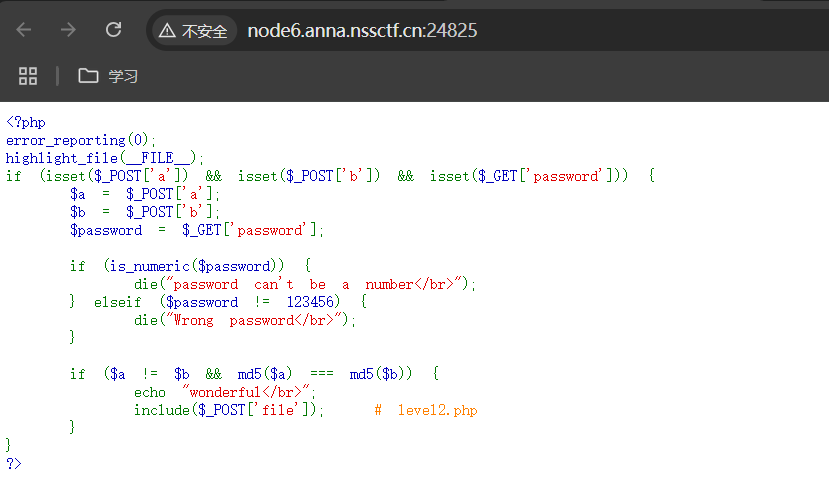 不安全 node6.anna.nssctf.cn:24825
学习
<?php
error_reporting(0);
highlight_file(__FILE__);
if (isset($_POST['a']) && isset($_POST['b']) && isset($_GET['password'])) {
        $a = $_POST['a'];
        $b = $_POST['b'];
        $password = $_GET['password'];

        if (is_numeric($password)) {
                die("password can't be a number</br>");
        } elseif ($password != 123456) {
                die("Wrong password</br>");
        }

        if ($a != $b && md5($a) === md5($b)) {
                echo "wonderful</br>";
                include($_POST['file']);     # level2.php
        }
}
?>